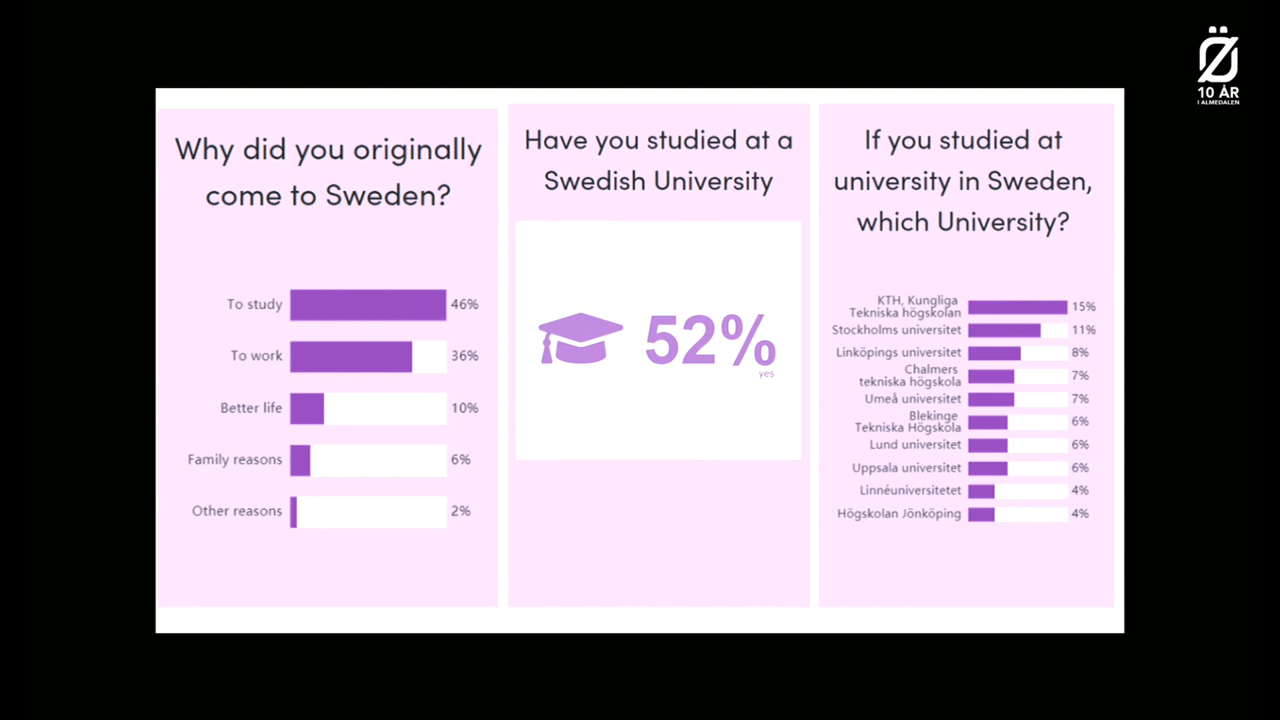 10 ÅR
I ALMEDALEN
Why did you originally
come to Sweden?
To study 46%
To work 36%
Better life 10%
Family reasons 6%
Other reasons 2%
Have you studied at a
Swedish University
52%
yes
If you studied at
university in Sweden,
which University?
KTH, Kungliga
Tekniska högskolan 15%
Stockholms universitet 11%
Linköpings universitet 8%
Chalmers
tekniska högskola 7%
Umeå universitet 7%
Blekinge
Tekniska Högskola 6%
Lund universitet 6%
Uppsala universitet 6%
Linnéuniversitetet 4%
Högskolan Jönköping 4%